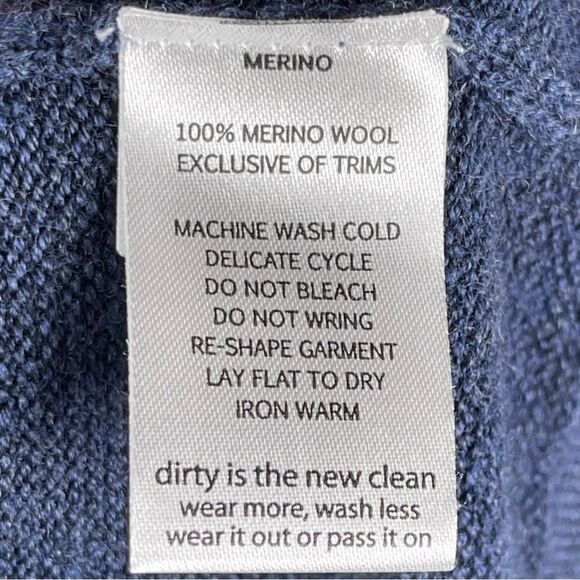 MERINO
100% MERINO WOOL
EXCLUSIVE OF TRIMS
MACHINE WASH COLD
DELICATE CYCLE
DO NOT BLEACH
DO NOT WRING
RE-SHAPE GARMENT
LAY FLAT TO DRY
IRON WARM
dirty is the new clean
wear more, wash less
wear it out or pass it on